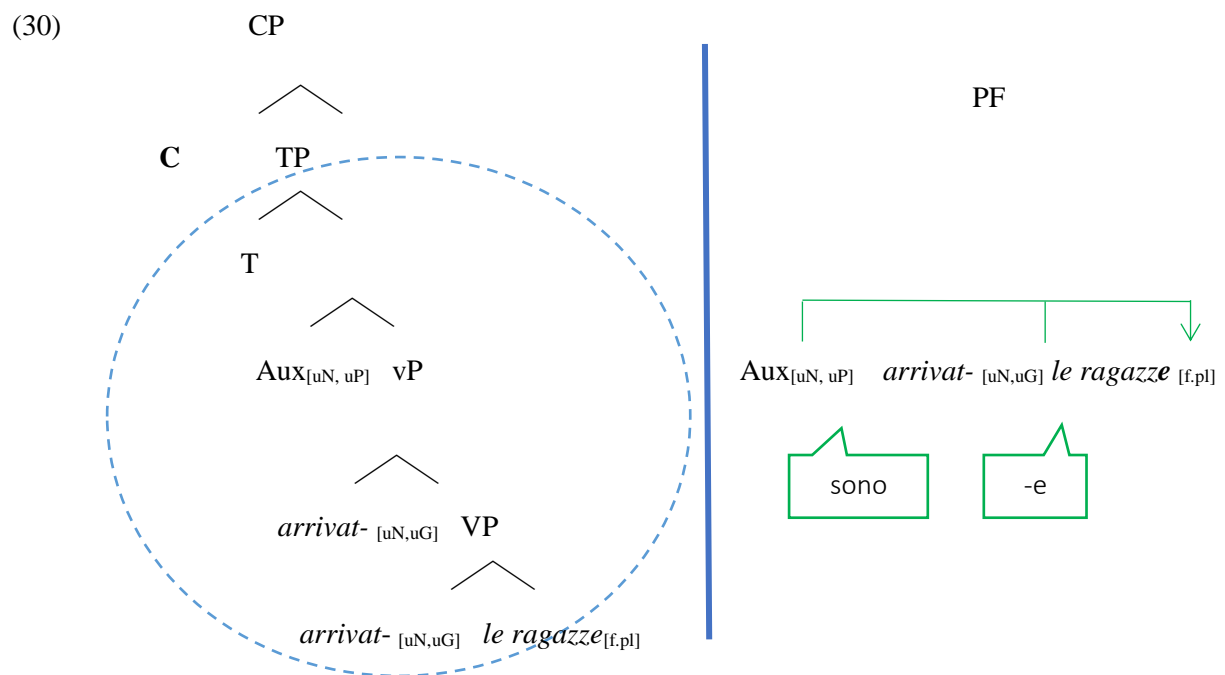 (30) CP
PF
C TP
T
Aux[uN, uP] vP
Aux[uN, uP] arrivat- [uN,uG] le ragazze [f.pl]
sono -e
arrivat- [uN,uG] VP
arrivat- [uN,uG] le ragazze[f.pl]